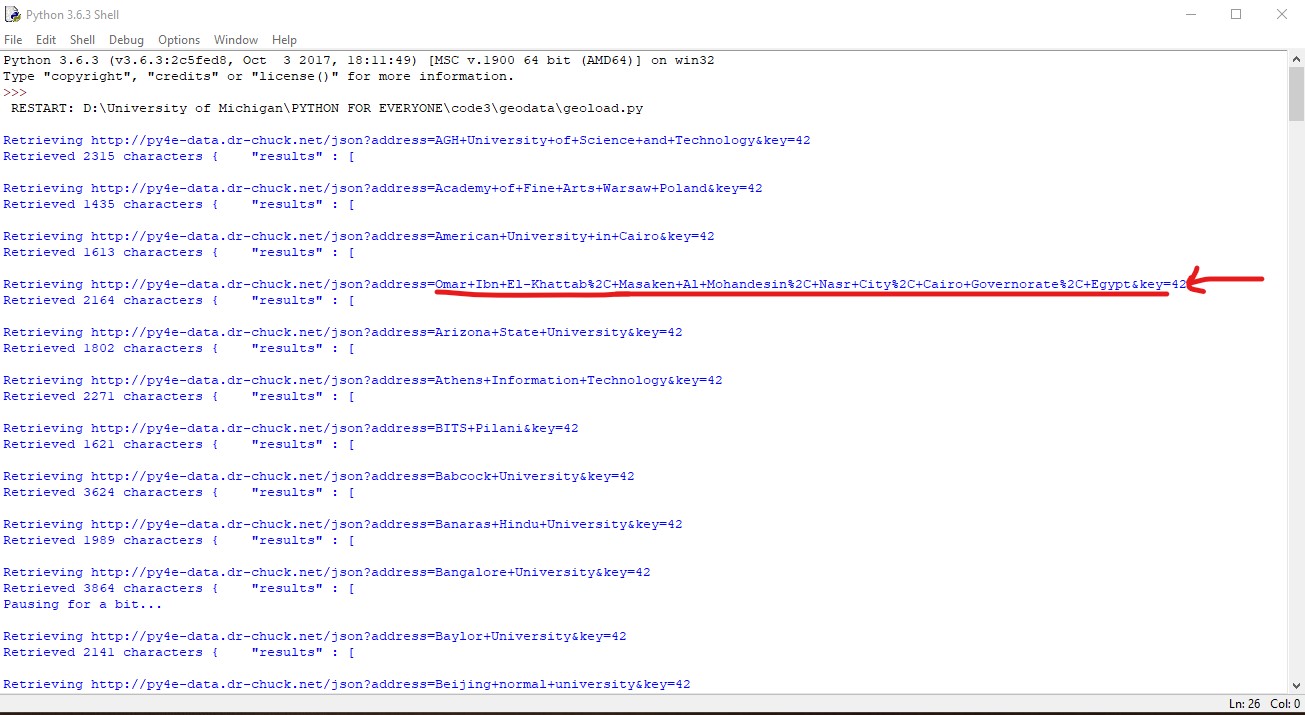 Python 3.6.3 Shell
File Edit Shell Debug Options Window Help
Python 3.6.3 (v3.6.3:2c5fed8, Oct  3 2017, 18:11:49) [MSC v.1900 64 bit (AMD64)] on win32
Type "copyright", "credits" or "license()" for more information.
>>>
 RESTART: D:\University of Michigan\PYTHON FOR EVERYONE\code3\geodata\geoload.py
Retrieving http://py4e-data.dr-chuck.net/json?address=AGH+University+of+Science+and+Technology&key=42
Retrieved 2315 characters {    "results" : [
Retrieving http://py4e-data.dr-chuck.net/json?address=Academy+of+Fine+Arts+Warsaw+Poland&key=42
Retrieved 1435 characters {    "results" : [
Retrieving http://py4e-data.dr-chuck.net/json?address=American+University+in+Cairo&key=42
Retrieved 1613 characters {    "results" : [
Retrieving http://py4e-data.dr-chuck.net/json?address=Omar+Ibn+El-Khattab%2C+Masaken+Al+Mohandesin%2C+Nasr+City%2C+Cairo+Governorate%2C+Egypt&key=42
Retrieved 2164 characters {    "results" : [
Retrieving http://py4e-data.dr-chuck.net/json?address=Arizona+State+University&key=42
Retrieved 1802 characters {    "results" : [
Retrieving http://py4e-data.dr-chuck.net/json?address=Athens+Information+Technology&key=42
Retrieved 2271 characters {    "results" : [
Retrieving http://py4e-data.dr-chuck.net/json?address=BITS+Pilani&key=42
Retrieved 1621 characters {    "results" : [
Retrieving http://py4e-data.dr-chuck.net/json?address=Babcock+University&key=42
Retrieved 3624 characters {    "results" : [
Retrieving http://py4e-data.dr-chuck.net/json?address=Banaras+Hindu+University&key=42
Retrieved 1989 characters {    "results" : [
Retrieving http://py4e-data.dr-chuck.net/json?address=Bangalore+University&key=42
Retrieved 3864 characters {    "results" : [
Pausing for a bit...
Retrieving http://py4e-data.dr-chuck.net/json?address=Baylor+University&key=42
Retrieved 2141 characters {    "results" : [
Retrieving http://py4e-data.dr-chuck.net/json?address=Beijing+normal+university&key=42
Ln: 26 Col: 0